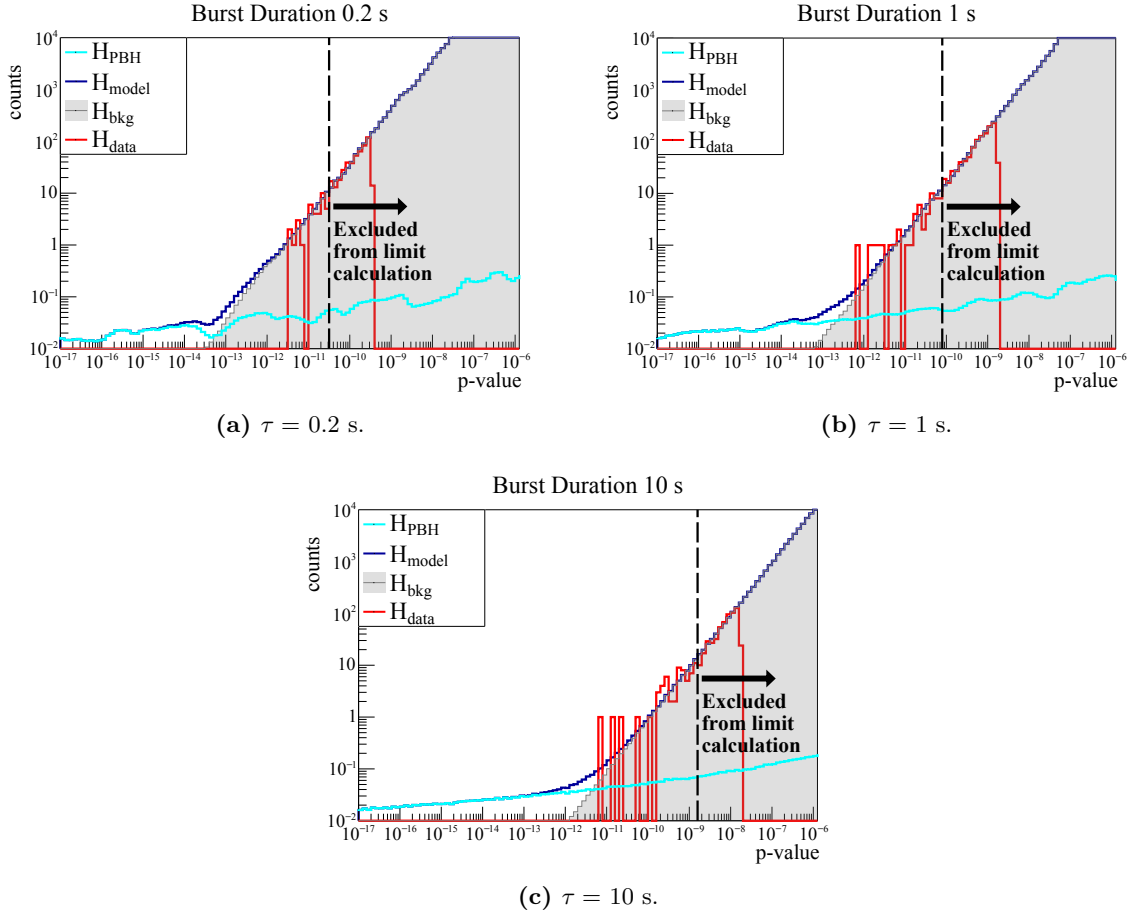 Burst Duration 0.2 s
counts
10^4
10^3
10^2
10
1
10^−1
10^−2
H_PBH
H_model
H_bkg
H_data
Excluded
from limit
calculation
10^−17 10^−16 10^−15 10^−14 10^−13 10^−12 10^−11 10^−10 10^−9 10^−8 10^−7 10^−6
p-value
(a) τ = 0.2 s.
Burst Duration 1 s
counts
10^4
10^3
10^2
10
1
10^−1
10^−2
H_PBH
H_model
H_bkg
H_data
Excluded
from limit
calculation
10^−17 10^−16 10^−15 10^−14 10^−13 10^−12 10^−11 10^−10 10^−9 10^−8 10^−7 10^−6
p-value
(b) τ = 1 s.
Burst Duration 10 s
counts
10^4
10^3
10^2
10
1
10^−1
10^−2
H_PBH
H_model
H_bkg
H_data
Excluded
from limit
calculation
10^−17 10^−16 10^−15 10^−14 10^−13 10^−12 10^−11 10^−10 10^−9 10^−8 10^−7 10^−6
p-value
(c) τ = 10 s.